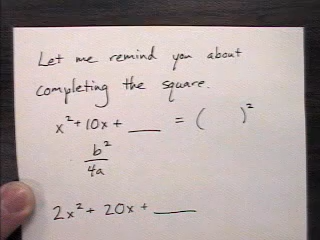 Let me remind you about
completing the square.
x² + 10x + ___ = (   )²
b²/4a
2x² + 20x + ___